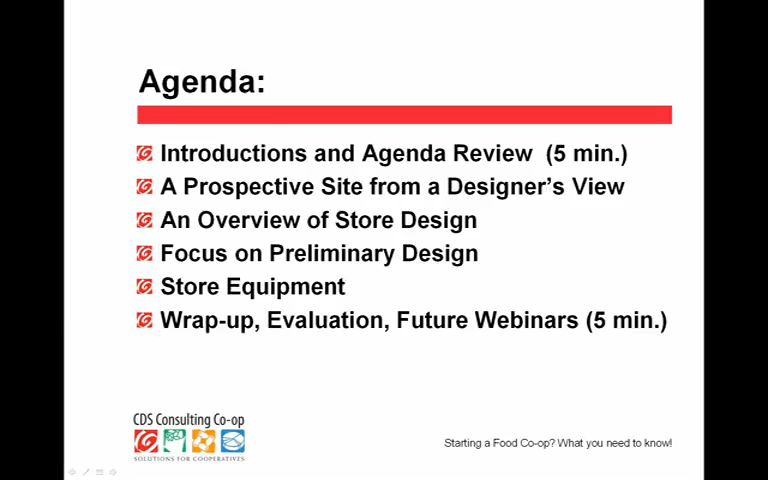 Agenda:
Introductions and Agenda Review (5 min.)
A Prospective Site from a Designer's View
An Overview of Store Design
Focus on Preliminary Design
Store Equipment
Wrap-up, Evaluation, Future Webinars (5 min.)
CDS Consulting Co-op
SOLUTIONS FOR COOPERATIVES
Starting a Food Co-op? What you need to know!